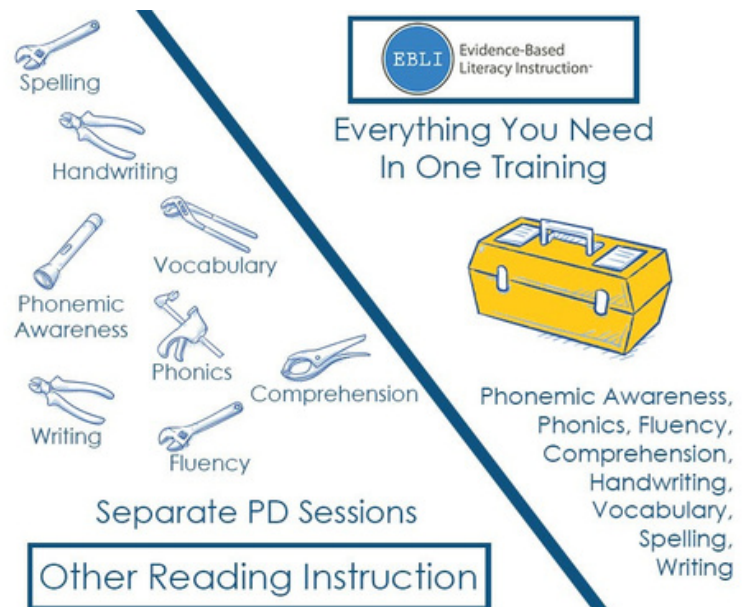 Spelling
Handwriting
Vocabulary
Phonemic
Awareness
Phonics
Comprehension
Writing
Fluency
Separate PD Sessions
Other Reading Instruction
EBLI
Evidence-Based
Literacy Instruction™
Everything You Need
In One Training
Phonemic Awareness,
Phonics, Fluency,
Comprehension,
Handwriting,
Vocabulary,
Spelling,
Writing